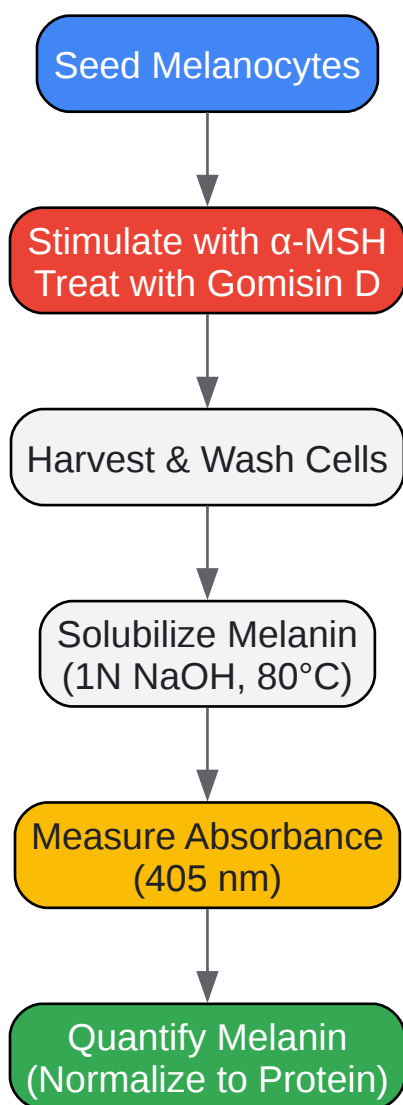 Seed Melanocytes
Stimulate with α-MSH
Treat with Gomisin D
Harvest & Wash Cells
Solubilize Melanin
(1N NaOH, 80°C)
Measure Absorbance
(405 nm)
Quantify Melanin
(Normalize to Protein)